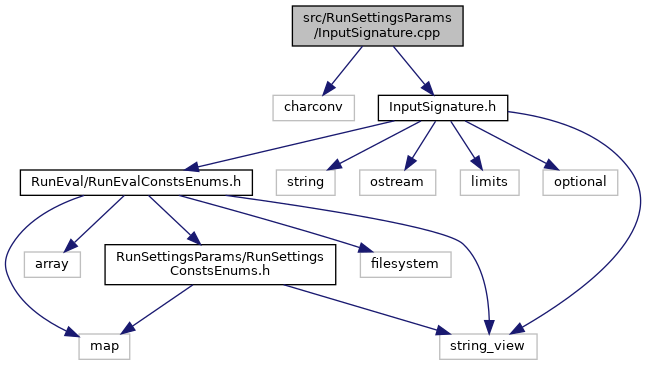 src/RunSettingsParams
/InputSignature.cpp
charconv
InputSignature.h
RunEval/RunEvalConstsEnums.h
string
ostream
limits
optional
array
RunSettingsParams/RunSettings
ConstsEnums.h
filesystem
map
string_view